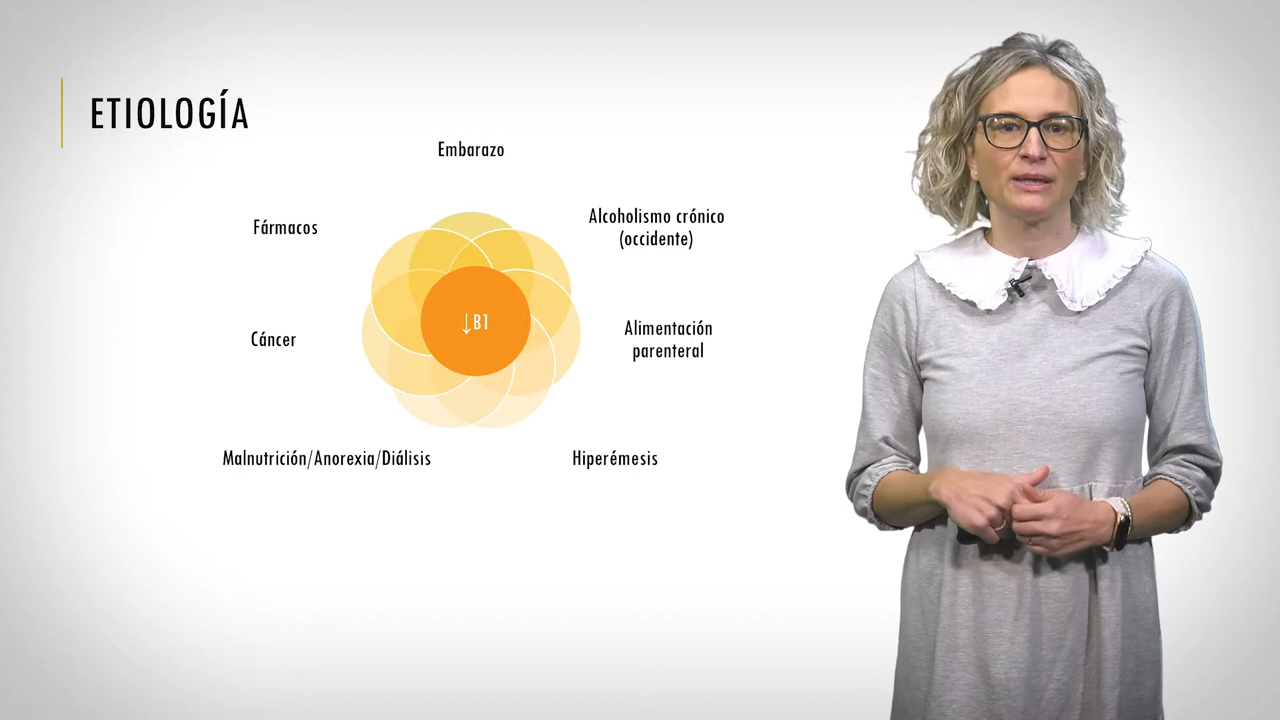 ETIOLOGÍA
Embarazo
Fármacos
Alcoholismo crónico
(occidente)
↓B1
Cáncer
Alimentación
parenteral
Malnutrición/Anorexia/Diálisis
Hiperémesis